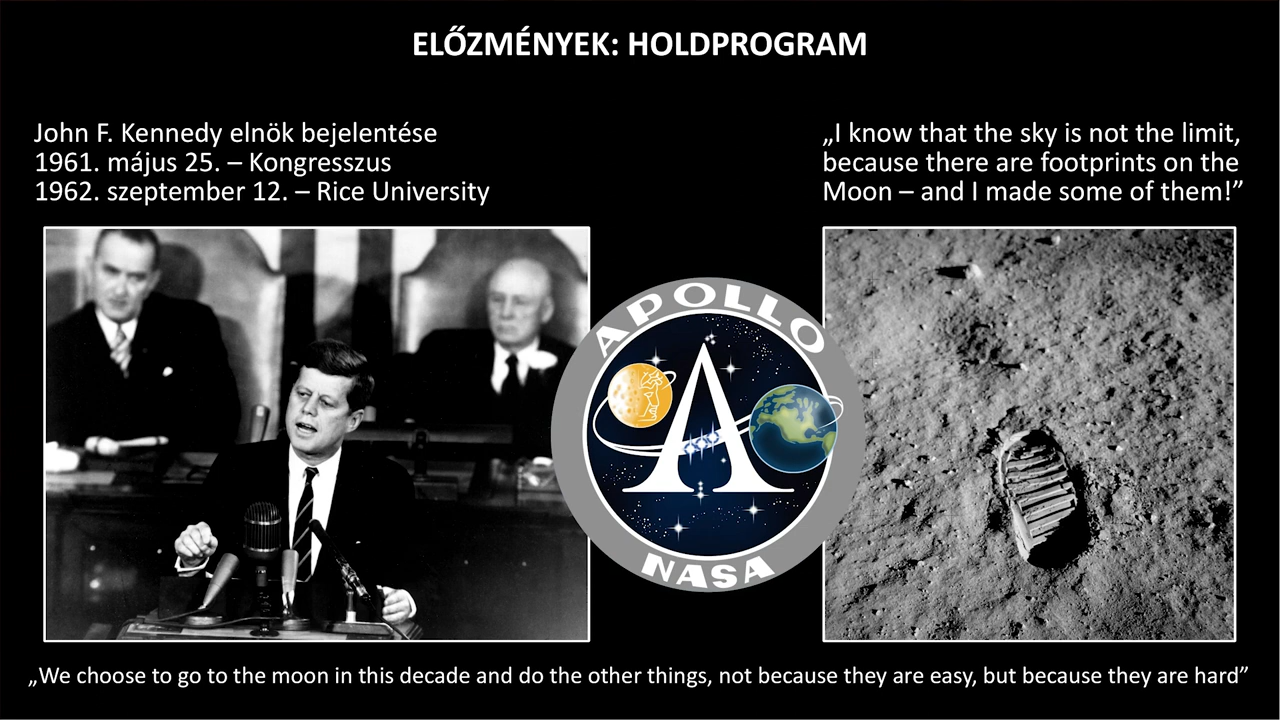 ELŐZMÉNYEK: HOLDPROGRAM
John F. Kennedy elnök bejelentése
1961. május 25. – Kongresszus
1962. szeptember 12. – Rice University
„I know that the sky is not the limit,
because there are footprints on the
Moon – and I made some of them!”
APOLLO
NASA
„We choose to go to the moon in this decade and do the other things, not because they are easy, but because they are hard”